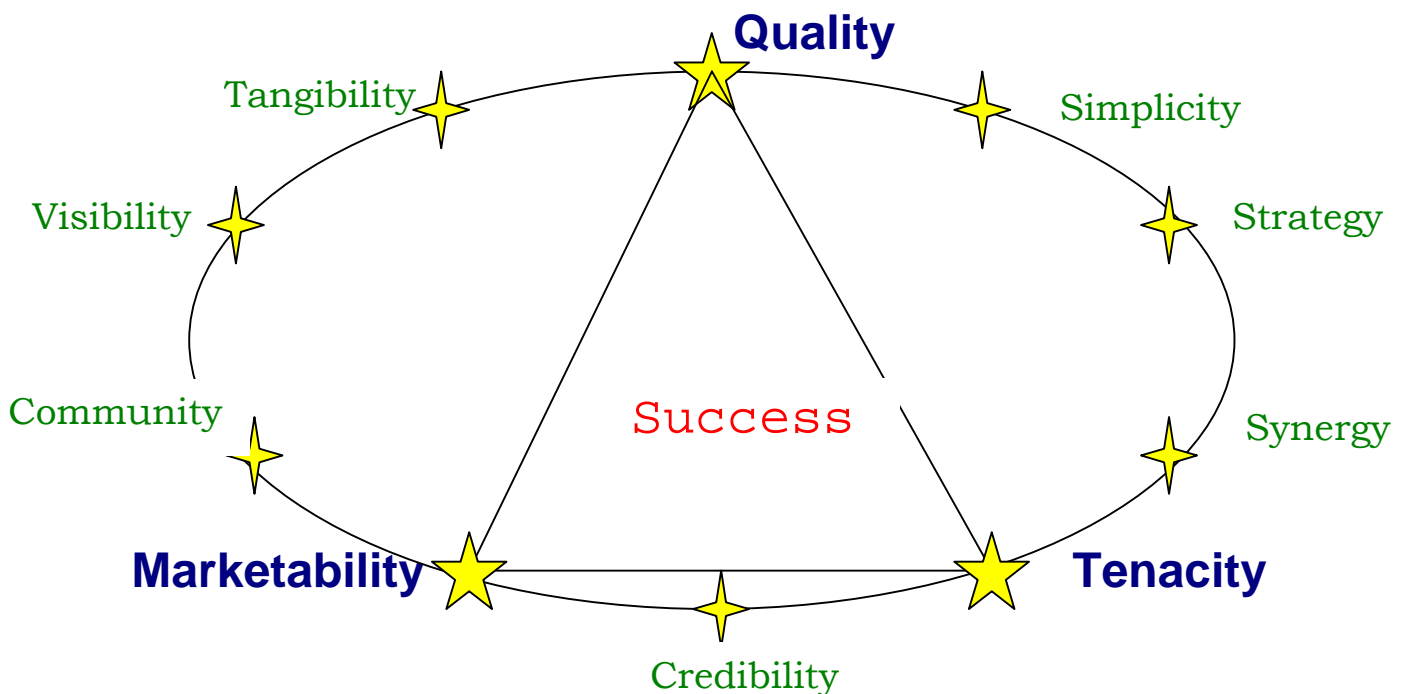 Quality
Tangibility
Simplicity
Visibility
Strategy
Community
Success
Synergy
Marketability
Tenacity
Credibility